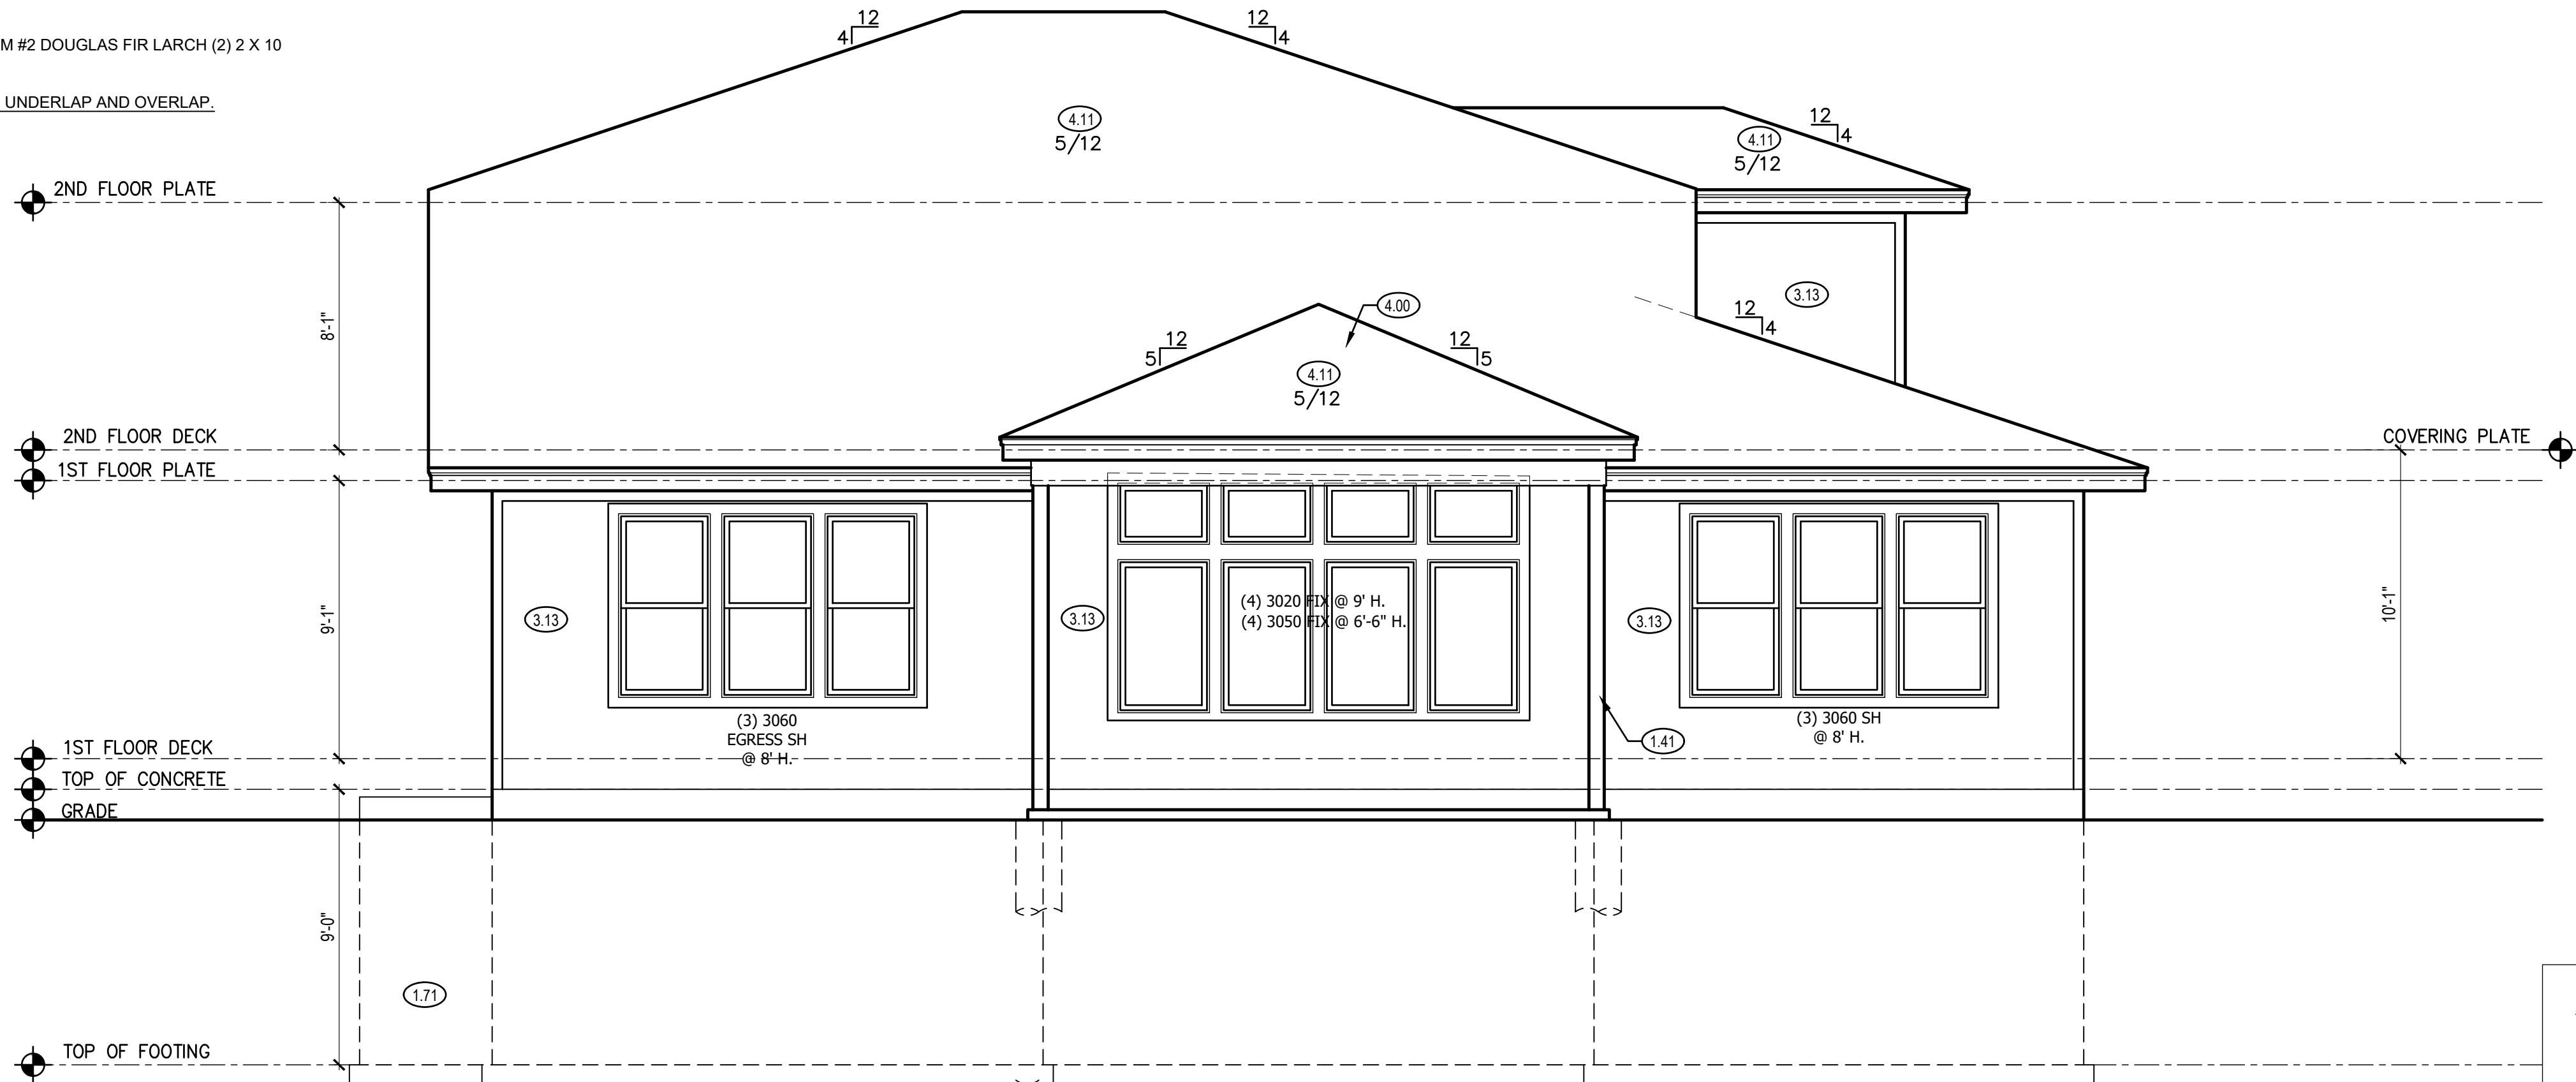 M #2 DOUGLAS FIR LARCH (2) 2 X 10
UNDERLAP AND OVERLAP.
12
4
12
4
4.11
5/12
12
4
4.11
5/12
2ND FLOOR PLATE
8'-1"
3.13
12
4
4.00
12
5
12
5
4.11
5/12
2ND FLOOR DECK
COVERING PLATE
1ST FLOOR PLATE
9'-1"
10'-1"
3.13
3.13
(4) 3020 FIX @ 9' H.
(4) 3050 FIX @ 6'-6" H.
3.13
(3) 3060
EGRESS SH
@ 8' H.
(3) 3060 SH
@ 8' H.
1.41
1ST FLOOR DECK
TOP OF CONCRETE
GRADE
9'-0"
1.71
TOP OF FOOTING